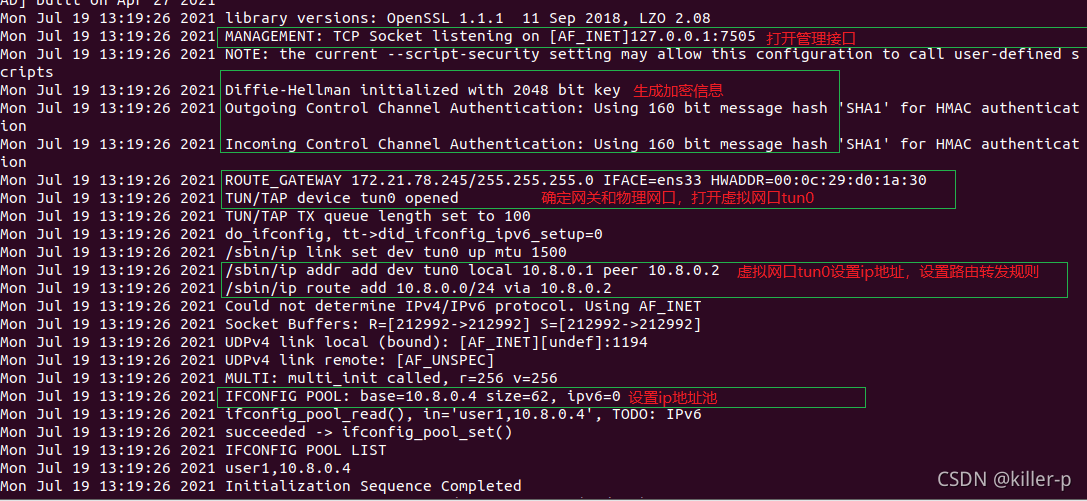 AD] built on Apr 27 2021
Mon Jul 19 13:19:26 2021 library versions: OpenSSL 1.1.1  11 Sep 2018, LZO 2.08
Mon Jul 19 13:19:26 2021 MANAGEMENT: TCP Socket listening on [AF_INET]127.0.0.1:7505 打开管理接口
Mon Jul 19 13:19:26 2021 NOTE: the current --script-security setting may allow this configuration to call user-defined s
cripts
Mon Jul 19 13:19:26 2021 Diffie-Hellman initialized with 2048 bit key 生成加密信息
Mon Jul 19 13:19:26 2021 Outgoing Control Channel Authentication: Using 160 bit message hash 'SHA1' for HMAC authenticat
ion
Mon Jul 19 13:19:26 2021 Incoming Control Channel Authentication: Using 160 bit message hash 'SHA1' for HMAC authenticat
ion
Mon Jul 19 13:19:26 2021 ROUTE_GATEWAY 172.21.78.245/255.255.255.0 IFACE=ens33 HWADDR=00:0c:29:d0:1a:30
Mon Jul 19 13:19:26 2021 TUN/TAP device tun0 opened 确定网关和物理网口，打开虚拟网口tun0
Mon Jul 19 13:19:26 2021 TUN/TAP TX queue length set to 100
Mon Jul 19 13:19:26 2021 do_ifconfig, tt->did_ifconfig_ipv6_setup=0
Mon Jul 19 13:19:26 2021 /sbin/ip link set dev tun0 up mtu 1500
Mon Jul 19 13:19:26 2021 /sbin/ip addr add dev tun0 local 10.8.0.1 peer 10.8.0.2 虚拟网口tun0设置ip地址，设置路由转发规则
Mon Jul 19 13:19:26 2021 /sbin/ip route add 10.8.0.0/24 via 10.8.0.2
Mon Jul 19 13:19:26 2021 Could not determine IPv4/IPv6 protocol. Using AF_INET
Mon Jul 19 13:19:26 2021 Socket Buffers: R=[212992->212992] S=[212992->212992]
Mon Jul 19 13:19:26 2021 UDPv4 link local (bound): [AF_INET][undef]:1194
Mon Jul 19 13:19:26 2021 UDPv4 link remote: [AF_UNSPEC]
Mon Jul 19 13:19:26 2021 MULTI: multi_init called, r=256 v=256
Mon Jul 19 13:19:26 2021 IFCONFIG POOL: base=10.8.0.4 size=62, ipv6=0 设置ip地址池
Mon Jul 19 13:19:26 2021 ifconfig_pool_read(), in='user1,10.8.0.4', TODO: IPv6
Mon Jul 19 13:19:26 2021 succeeded -> ifconfig_pool_set()
Mon Jul 19 13:19:26 2021 IFCONFIG POOL LIST
Mon Jul 19 13:19:26 2021 user1,10.8.0.4
Mon Jul 19 13:19:26 2021 Initialization Sequence Completed
CSDN @killer-p